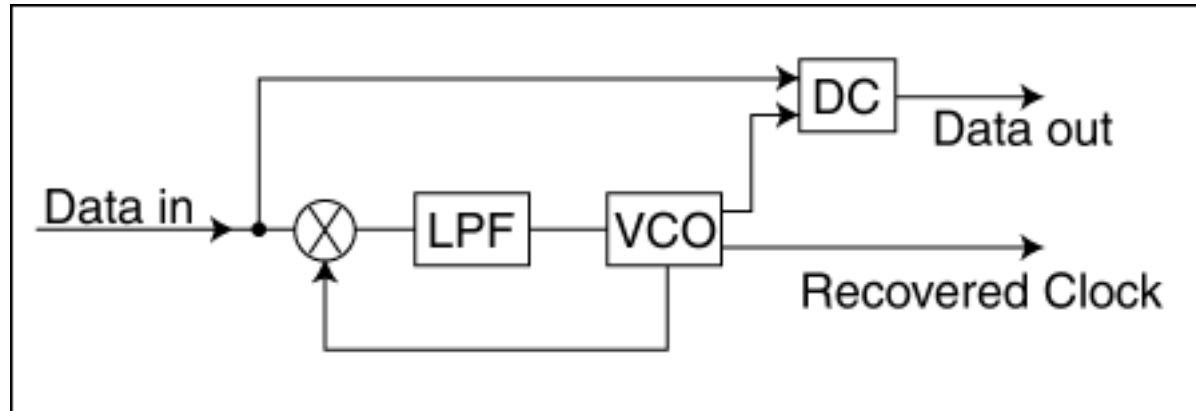 DC
Data out
Data in
LPF
VCO
Recovered Clock